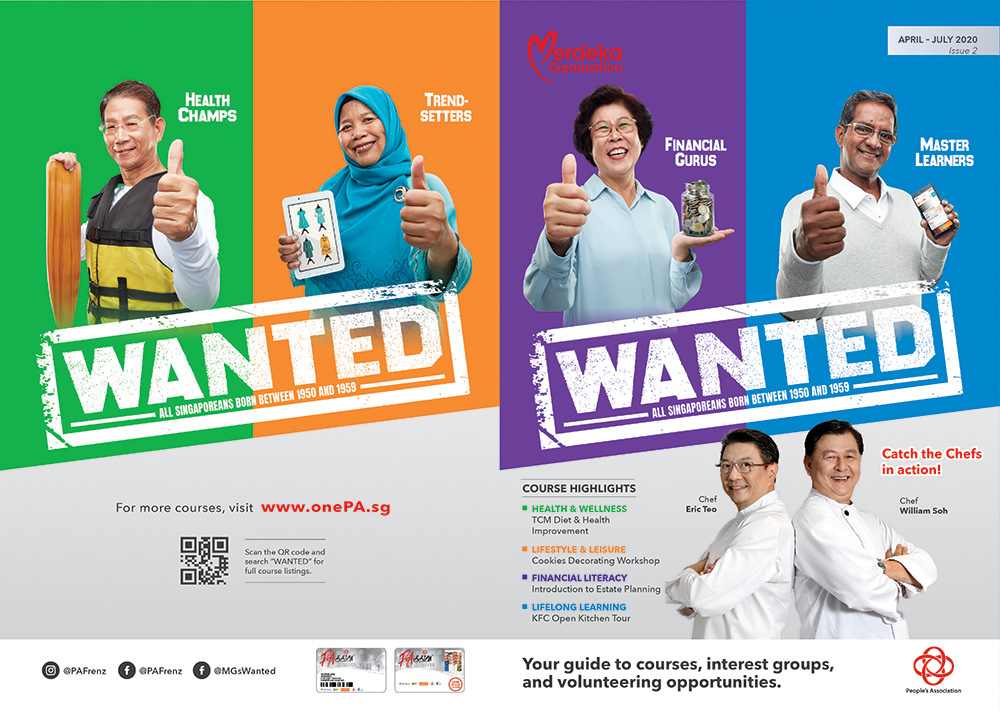 HEALTH
CHAMPS
TREND-
SETTERS
WANTED
ALL SINGAPOREANS BORN BETWEEN 1950 AND 1959
For more courses, visit www.onePA.sg
Scan the QR code and
search “WANTED” for
full course listings.
@PAFrenz
@PAFrenz
@MGsWanted
PAssion
SILVER
PAssion
SILVER
Merdeka
Generation
APRIL – JULY 2020
Issue 2
FINANCIAL
GURUS
MASTER
LEARNERS
WANTED
ALL SINGAPOREANS BORN BETWEEN 1950 AND 1959
COURSE HIGHLIGHTS
HEALTH & WELLNESS
TCM Diet & Health
Improvement
LIFESTYLE & LEISURE
Cookies Decorating Workshop
FINANCIAL LITERACY
Introduction to Estate Planning
LIFELONG LEARNING
KFC Open Kitchen Tour
Chef
Eric Teo
Catch the Chefs
in action!
Chef
William Soh
Your guide to courses, interest groups,
and volunteering opportunities.
People's Association